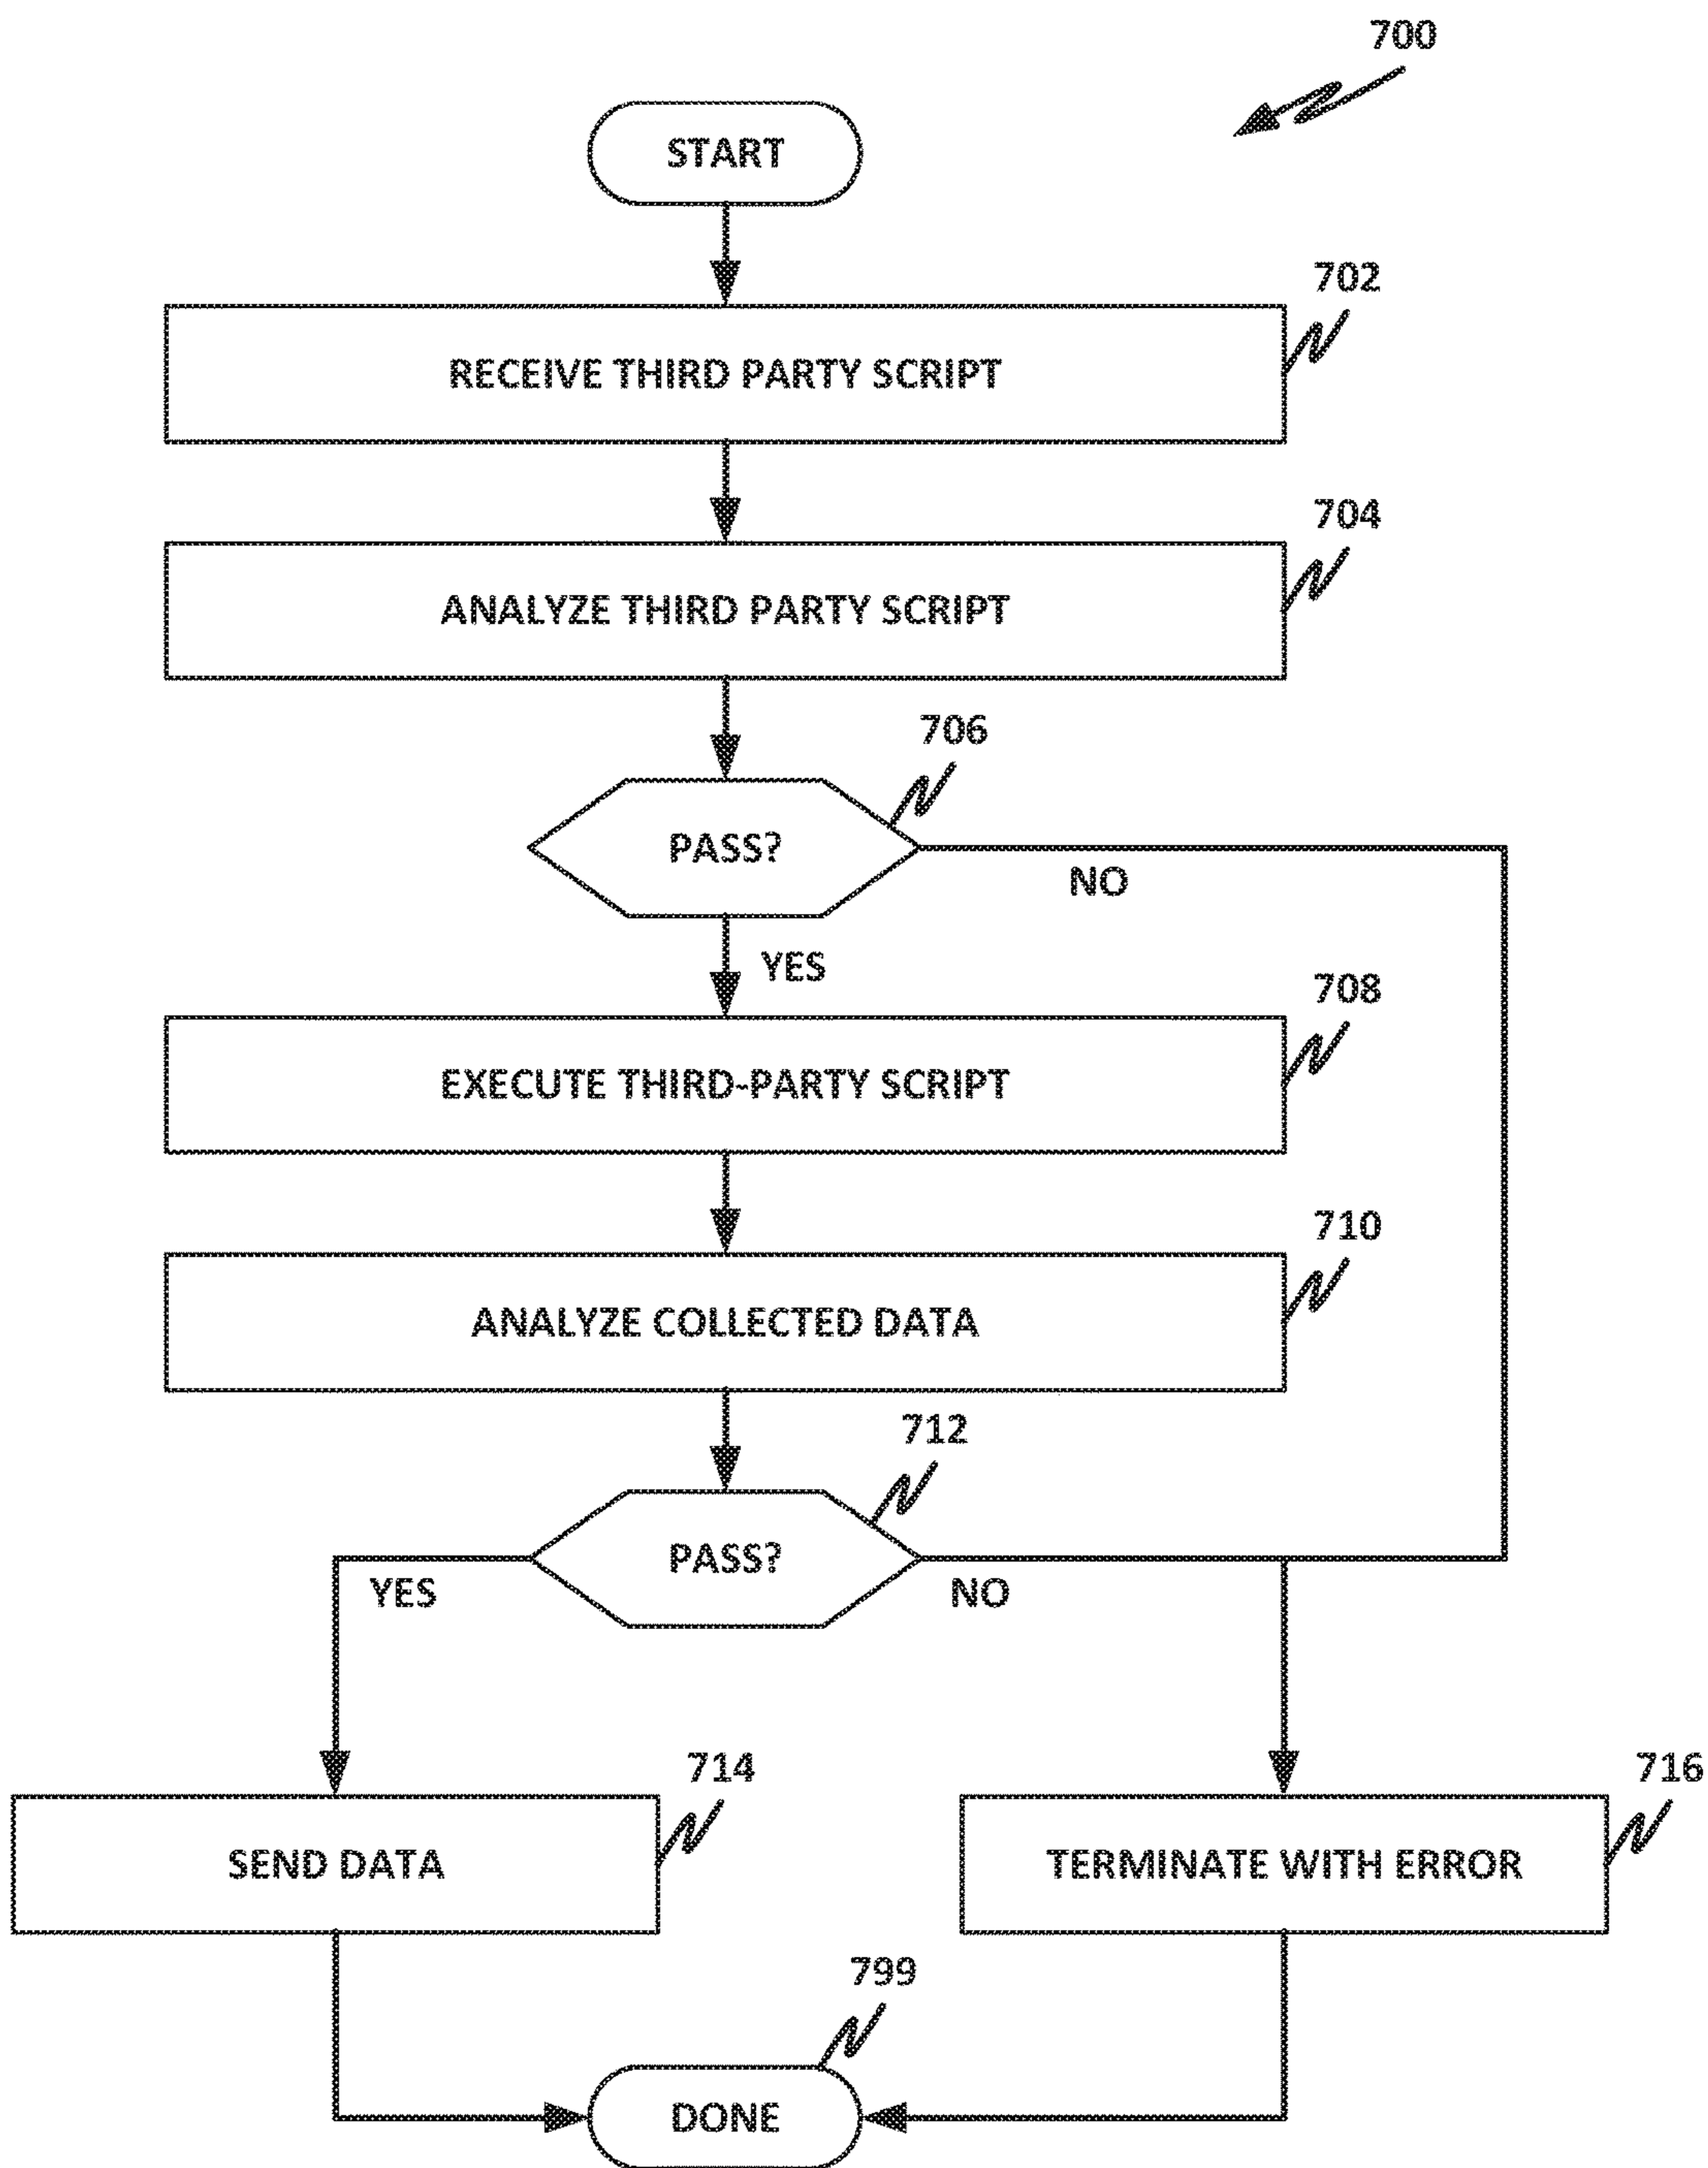 700
START
702
RECEIVE THIRD PARTY SCRIPT
704
ANALYZE THIRD PARTY SCRIPT
706
PASS?
NO
YES
708
EXECUTE THIRD-PARTY SCRIPT
710
ANALYZE COLLECTED DATA
712
PASS?
YES
NO
714
716
SEND DATA
TERMINATE WITH ERROR
799
DONE